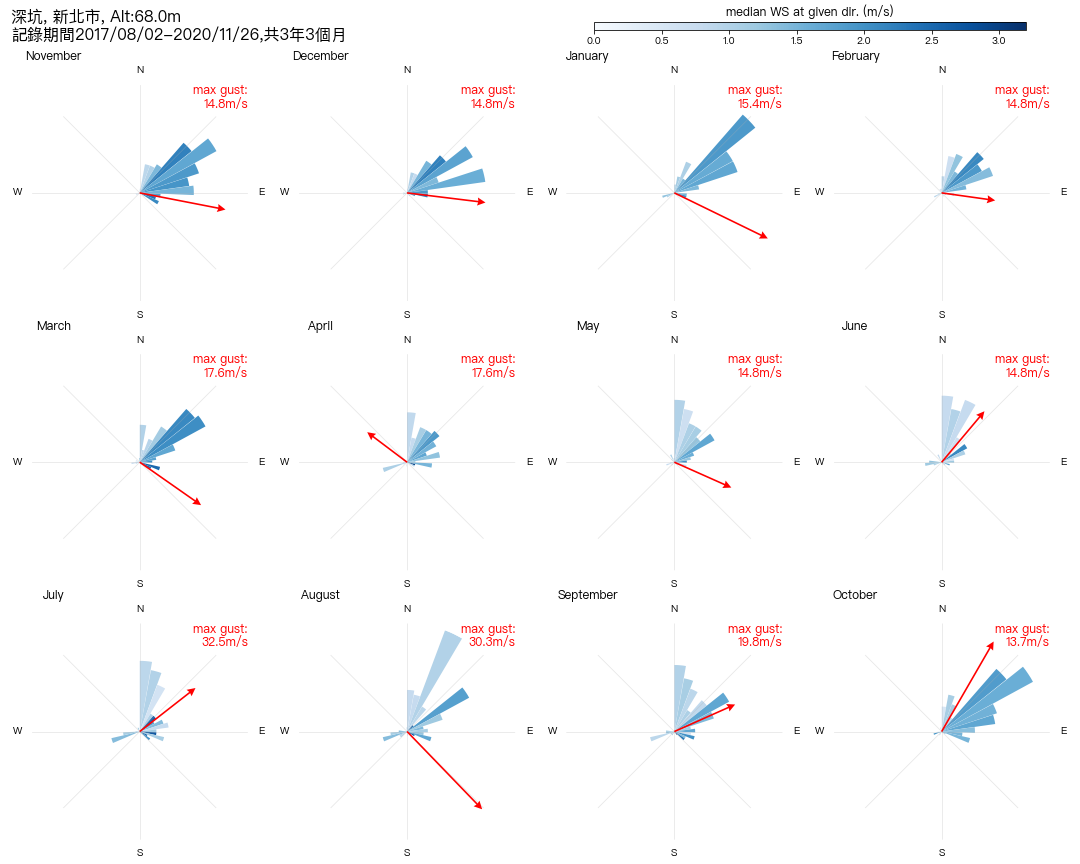 深坑, 新北市, Alt:68.0m
記錄期間2017/08/02-2020/11/26,共3年3個月
median WS at given dir. (m/s)
0.0 0.5 1.0 1.5 2.0 2.5 3.0
November December January February
N N N N
max gust: max gust: max gust: max gust:
14.8m/s 14.8m/s 15.4m/s 14.8m/s
W E W E W E W E
S S S S
March April May June
N N N N
max gust: max gust: max gust: max gust:
17.6m/s 17.6m/s 14.8m/s 14.8m/s
W E W E W E W E
S S S S
July August September October
N N N N
max gust: max gust: max gust: max gust:
32.5m/s 30.3m/s 19.8m/s 13.7m/s
W E W E W E W E
S S S S